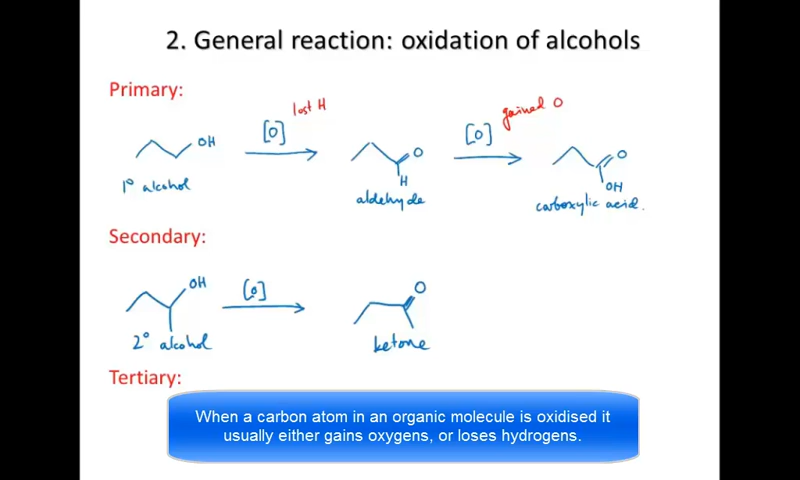 2. General reaction: oxidation of alcohols
Primary:
lost H
gained O
[O]
[O]
OH
O
H
O
OH
1° alcohol
aldehyde
carboxylic acid.
Secondary:
OH
[O]
O
2° alcohol
ketone
Tertiary:
When a carbon atom in an organic molecule is oxidised it
usually either gains oxygens, or loses hydrogens.